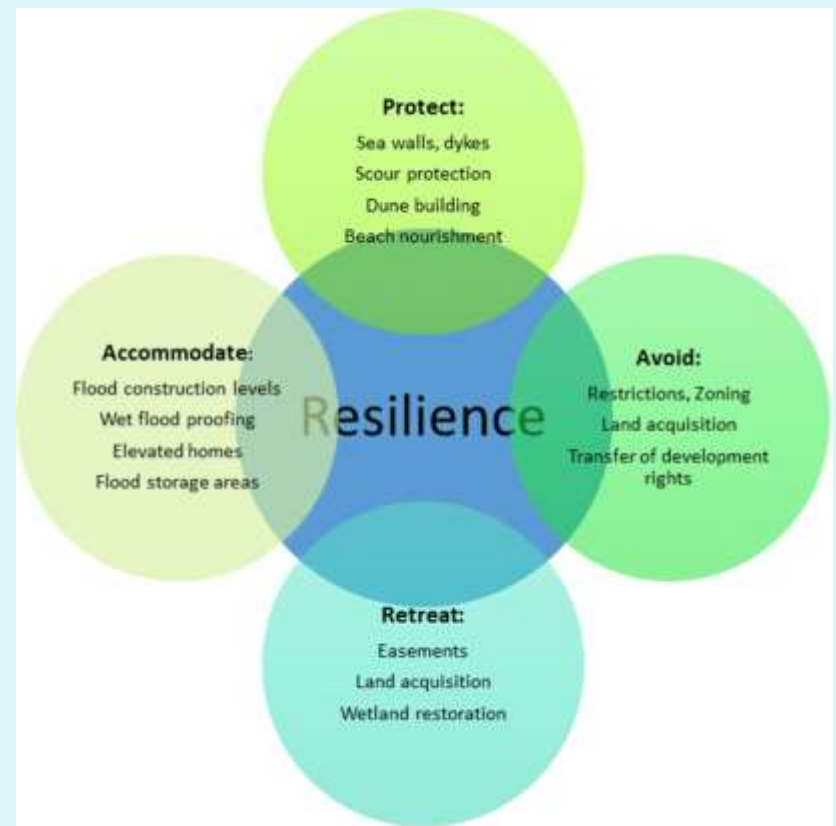 Protect:
Sea walls, dykes
Scour protection
Dune building
Beach nourishment
Accommodate:
Flood construction levels
Wet flood proofing
Elevated homes
Flood storage areas
Resilience
Avoid:
Restrictions, Zoning
Land acquisition
Transfer of development
rights
Retreat:
Easements
Land acquisition
Wetland restoration